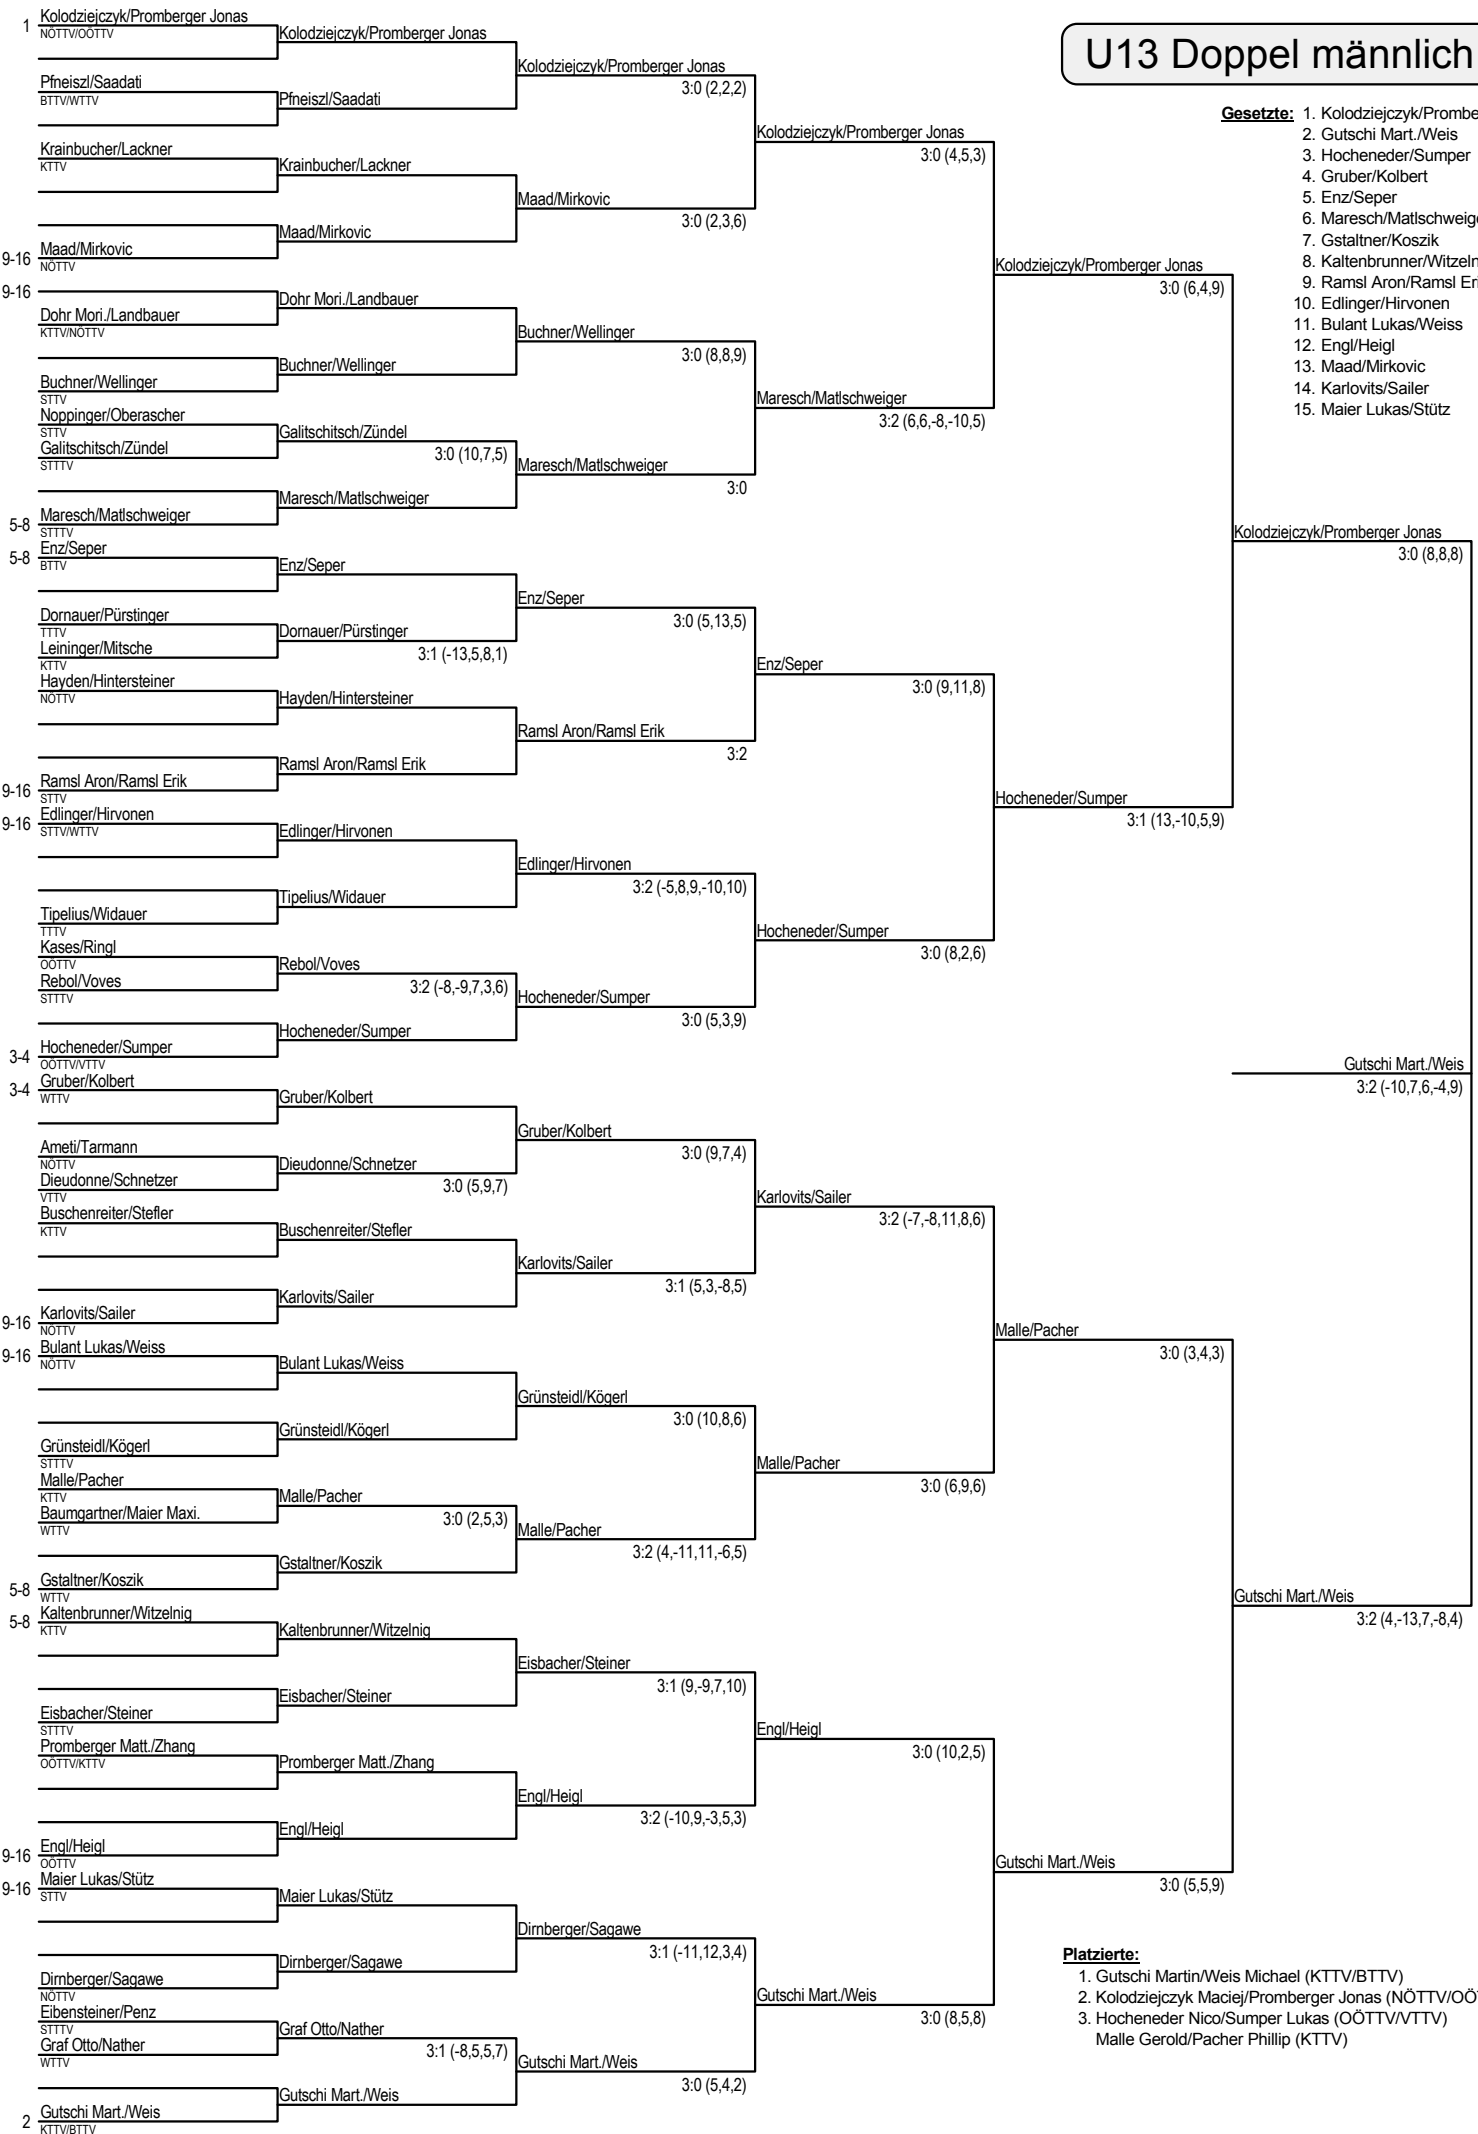 U13 Doppel männlich
Gesetzte: 1. Kolodziejczyk/Prombe
2. Gutschi Mart./Weis
3. Hocheneder/Sumper
4. Gruber/Kolbert
5. Enz/Seper
6. Maresch/Matlschweig
7. Gstaltner/Koszik
8. Kaltenbrunner/Witzeln
9. Ramsl Aron/Ramsl Er
10. Edlinger/Hirvonen
11. Bulant Lukas/Weiss
12. Engl/Heigl
13. Maad/Mirkovic
14. Karlovits/Sailer
15. Maier Lukas/Stütz
1 Kolodziejczyk/Promberger Jonas
NÖTTV/OÖTTV
Pfneiszl/Saadati
BTTV/WTTV
Krainbucher/Lackner
KTTV
9-16 Maad/Mirkovic
NÖTTV
9-16
Dohr Mori./Landbauer
KTTV/NÖTTV
Buchner/Wellinger
STTV
Noppinger/Oberascher
STTV
Galitschitsch/Zündel
STTTV
5-8 Maresch/Matlschweiger
STTTV
5-8 Enz/Seper
BTTV
Dornauer/Pürstinger
TTTV
Leininger/Mitsche
KTTV
Hayden/Hintersteiner
NÖTTV
9-16 Ramsl Aron/Ramsl Erik
STTV
9-16 Edlinger/Hirvonen
STTV/WTTV
Tipelius/Widauer
TTTV
Kases/Ringl
OÖTTV
Rebol/Voves
STTTV
3-4 Hocheneder/Sumper
OÖTTV/VTTV
3-4 Gruber/Kolbert
WTTV
Ameti/Tarmann
NÖTTV
Dieudonne/Schnetzer
VTTV
Buschenreiter/Stefler
KTTV
9-16 Karlovits/Sailer
NÖTTV
9-16 Bulant Lukas/Weiss
NÖTTV
Grünsteidl/Kögerl
STTTV
Malle/Pacher
KTTV
Baumgartner/Maier Maxi.
WTTV
5-8 Gstaltner/Koszik
WTTV
5-8 Kaltenbrunner/Witzelnig
KTTV
Eisbacher/Steiner
STTTV
Promberger Matt./Zhang
OÖTTV/KTTV
9-16 Engl/Heigl
OÖTTV
9-16 Maier Lukas/Stütz
STTV
Dirnberger/Sagawe
NÖTTV
Eibensteiner/Penz
STTTV
Graf Otto/Nather
WTTV
2 Gutschi Mart./Weis
KTTV/BTTV
Kolodziejczyk/Promberger Jonas
Pfneiszl/Saadati
Krainbucher/Lackner
Maad/Mirkovic
Dohr Mori./Landbauer
Buchner/Wellinger
Galitschitsch/Zündel
3:0 (10,7,5)
Maresch/Matlschweiger
Enz/Seper
Dornauer/Pürstinger
3:1 (-13,5,8,1)
Hayden/Hintersteiner
Ramsl Aron/Ramsl Erik
Edlinger/Hirvonen
Tipelius/Widauer
Rebol/Voves
3:2 (-8,-9,7,3,6)
Hocheneder/Sumper
Gruber/Kolbert
Dieudonne/Schnetzer
3:0 (5,9,7)
Buschenreiter/Stefler
Karlovits/Sailer
Bulant Lukas/Weiss
Grünsteidl/Kögerl
Malle/Pacher
3:0 (2,5,3)
Gstaltner/Koszik
Kaltenbrunner/Witzelnig
Eisbacher/Steiner
Promberger Matt./Zhang
Engl/Heigl
Maier Lukas/Stütz
Dirnberger/Sagawe
Graf Otto/Nather
3:1 (-8,5,5,7)
Gutschi Mart./Weis
Kolodziejczyk/Promberger Jonas
3:0 (2,2,2)
Maad/Mirkovic
3:0 (2,3,6)
Buchner/Wellinger
3:0 (8,8,9)
Maresch/Matlschweiger
3:0
Enz/Seper
3:0 (5,13,5)
Ramsl Aron/Ramsl Erik
3:2
Edlinger/Hirvonen
3:2 (-5,8,9,-10,10)
Hocheneder/Sumper
3:0 (5,3,9)
Gruber/Kolbert
3:0 (9,7,4)
Karlovits/Sailer
3:1 (5,3,-8,5)
Grünsteidl/Kögerl
3:0 (10,8,6)
Malle/Pacher
3:2 (4,-11,11,-6,5)
Eisbacher/Steiner
3:1 (9,-9,7,10)
Engl/Heigl
3:2 (-10,9,-3,5,3)
Dirnberger/Sagawe
3:1 (-11,12,3,4)
Gutschi Mart./Weis
3:0 (5,4,2)
Kolodziejczyk/Promberger Jonas
3:0 (4,5,3)
Maresch/Matlschweiger
3:2 (6,6,-8,-10,5)
Enz/Seper
3:0 (9,11,8)
Hocheneder/Sumper
3:0 (8,2,6)
Karlovits/Sailer
3:2 (-7,-8,11,8,6)
Malle/Pacher
3:0 (6,9,6)
Engl/Heigl
3:0 (10,2,5)
Gutschi Mart./Weis
3:0 (8,5,8)
Kolodziejczyk/Promberger Jonas
3:0 (6,4,9)
Hocheneder/Sumper
3:1 (13,-10,5,9)
Malle/Pacher
3:0 (3,4,3)
Gutschi Mart./Weis
3:0 (5,5,9)
Kolodziejczyk/Promberger Jonas
3:0 (8,8,8)
Gutschi Mart./Weis
3:2 (4,-13,7,-8,4)
Gutschi Mart./Weis
3:2 (-10,7,6,-4,9)
Platzierte:
1. Gutschi Martin/Weis Michael (KTTV/BTTV)
2. Kolodziejczyk Maciej/Promberger Jonas (NÖTTV/OÖ
3. Hocheneder Nico/Sumper Lukas (OÖTTV/VTTV)
Malle Gerold/Pacher Phillip (KTTV)